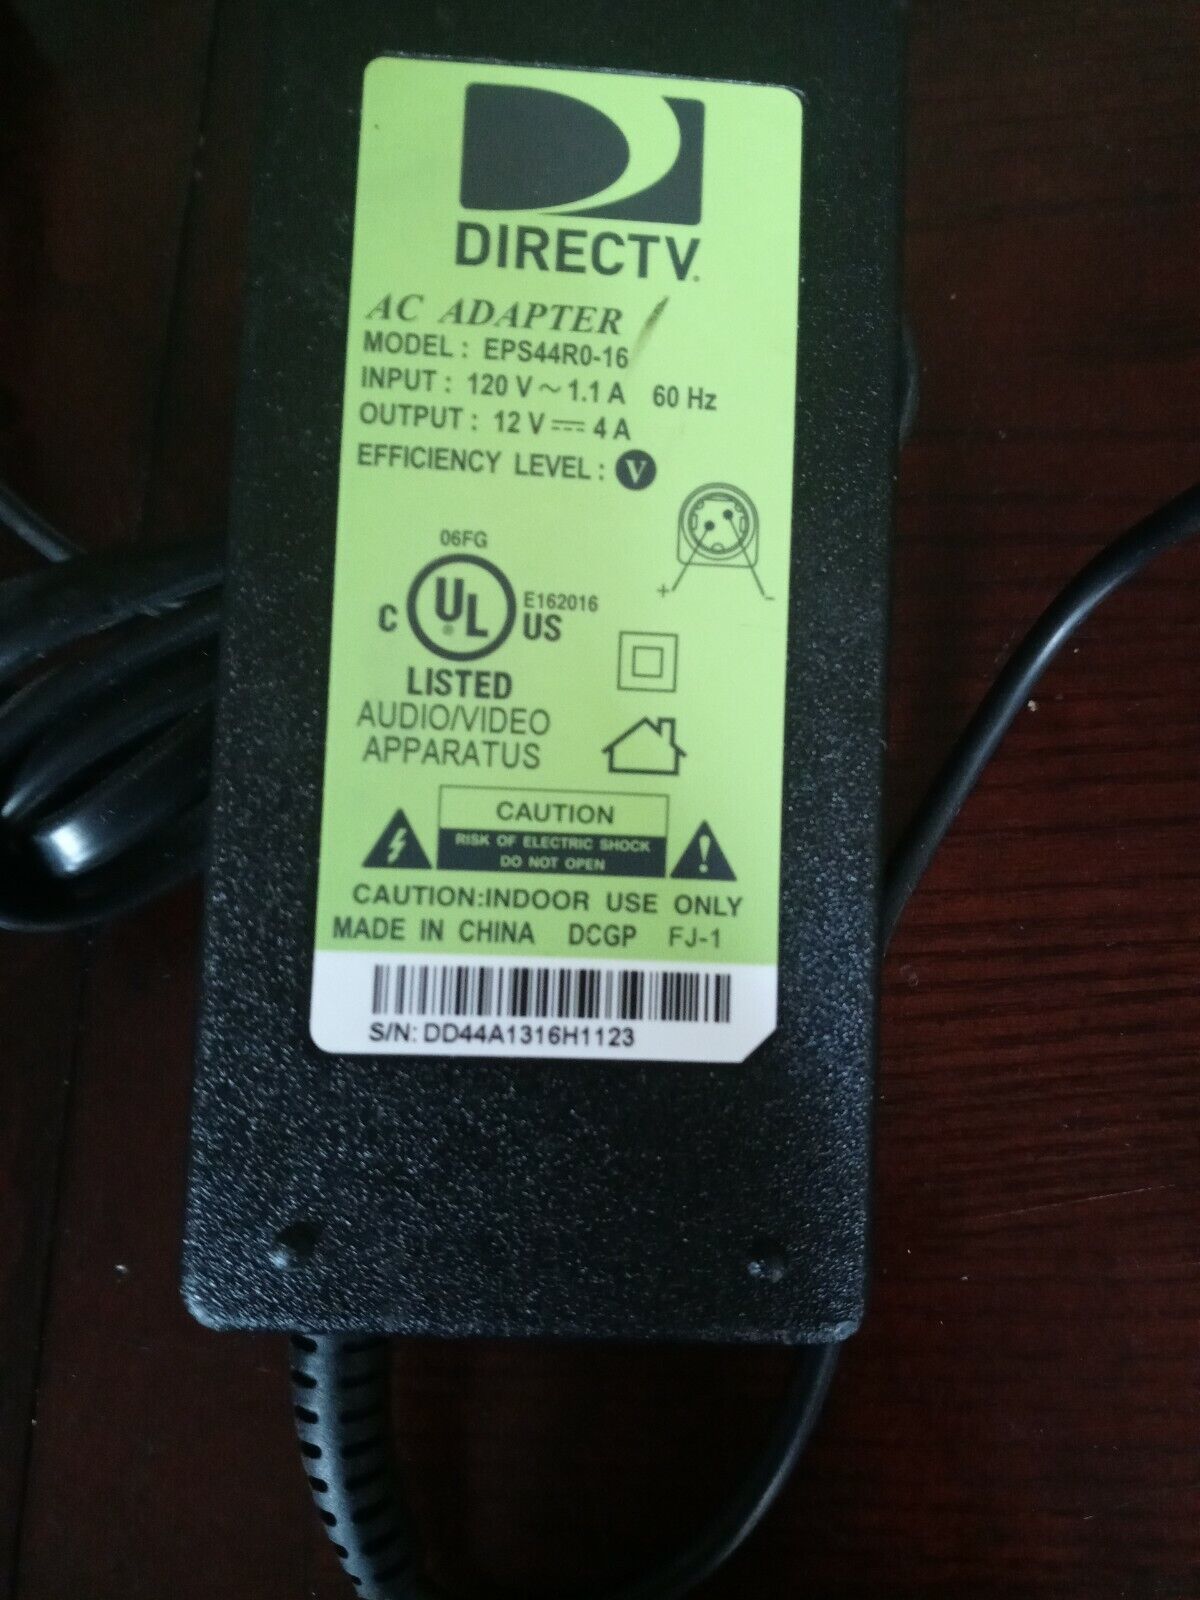 DIRECTV
AC ADAPTER
MODEL: EPS44R0-16
INPUT: 120 V~1.1 A 60 Hz
OUTPUT: 12 V⎓4 A
EFFICIENCY LEVEL: V
06FG
+ -
C UL® US
E162016
LISTED
AUDIO/VIDEO
APPARATUS
CAUTION
RISK OF ELECTRIC SHOCK
DO NOT OPEN
!
CAUTION:INDOOR USE ONLY
MADE IN CHINA DCGP FJ-1
S/N: DD44A1316H1123